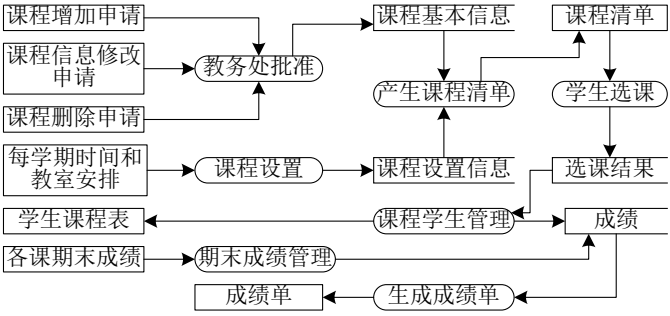 课程增加申请
课程基本信息
课程清单
课程信息修改
申请
教务处批准
产生课程清单
学生选课
课程删除申请
每学期时间和
教室安排
课程设置
课程设置信息
选课结果
学生课程表
课程学生管理
成绩
各课期末成绩
期末成绩管理
成绩单
生成成绩单